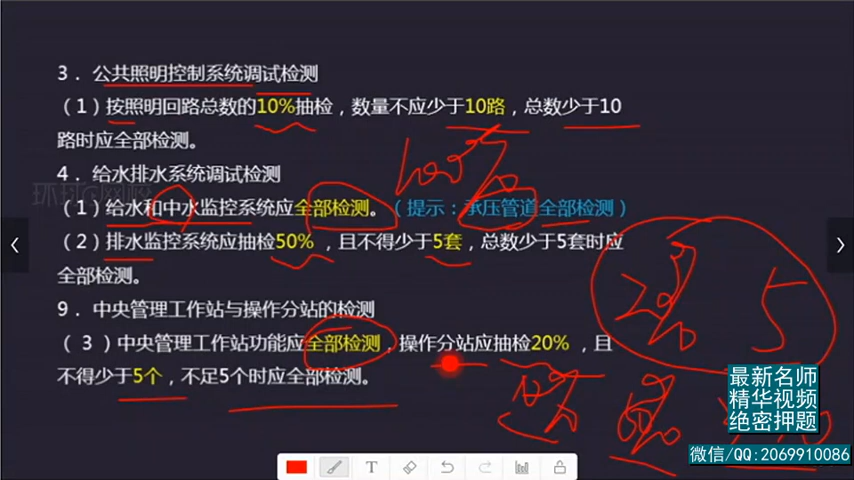 3．公共照明控制系统调试检测
（1）按照明回路总数的10%抽检，数量不应少于10路，总数少于10
路时应全部检测。
4．给水排水系统调试检测
（1）给水和中水监控系统应全部检测。（提示：承压管道全部检测）
（2）排水监控系统应抽检50%，且不得少于5套，总数少于5套时应
全部检测。
9．中央管理工作站与操作分站的检测
（3）中央管理工作站功能应全部检测，操作分站应抽检20%，且
不得少于5个，不足5个时应全部检测。
环球网校
20% 5
最新名师
精华视频
绝密押题
微信/QQ:2069910086
T